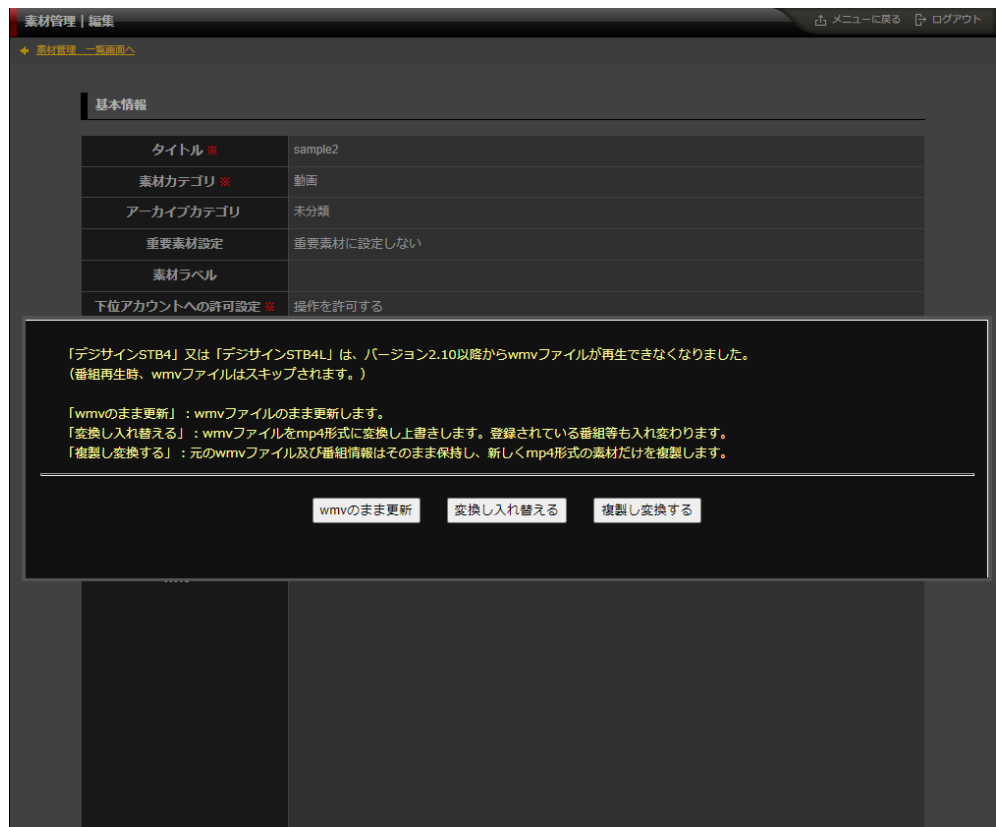 素材管理 | 編集
メニューに戻る ログアウト
素材管理 一覧画面へ
基本情報
タイトル ※ sample2
素材カテゴリ ※ 動画
アーカイブカテゴリ 未分類
重要素材設定 重要素材に設定しない
素材ラベル
下位アカウントへの許可設定 ※ 操作を許可する
「デジサインSTB4」又は「デジサインSTB4L」は、バージョン2.10以降からwmvファイルが再生できなくなりました。
（番組再生時、wmvファイルはスキップされます。）
「wmvのまま更新」：wmvファイルのまま更新します。
「変換し入れ替える」：wmvファイルをmp4形式に変換し上書きします。登録されている番組等も入れ変わります。
「複製し変換する」：元のwmvファイル及び番組情報はそのまま保持し、新しくmp4形式の素材だけを複製します。
wmvのまま更新 変換し入れ替える 複製し変換する